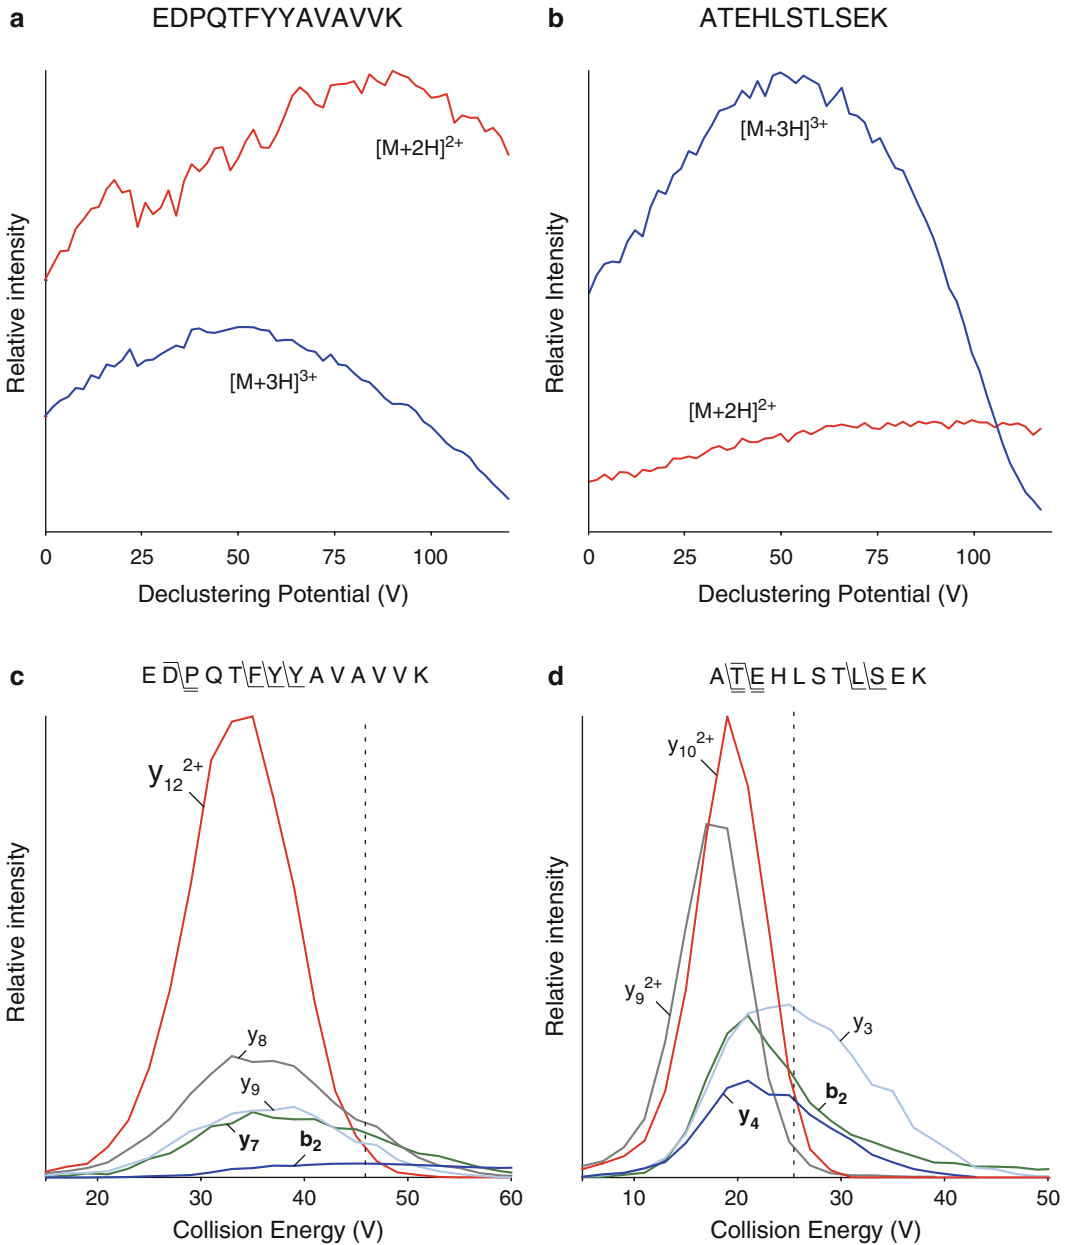 a EDPQTFYYAVAVVK
Relative intensity
[M+2H]2+
[M+3H]3+
0 25 50 75 100
Declustering Potential (V)
b ATEHLSTLSEK
Relative Intensity
[M+3H]3+
[M+2H]2+
0 25 50 75 100
Declustering Potential (V)
c E D P Q T F Y Y A V A V V K
Relative intensity
y12 2+
y8
y9
y7
b2
20 30 40 50 60
Collision Energy (V)
d A T E H L S T L S E K
Relative intensity
y10 2+
y9 2+
y3
b2
y4
10 20 30 40 50
Collision Energy (V)